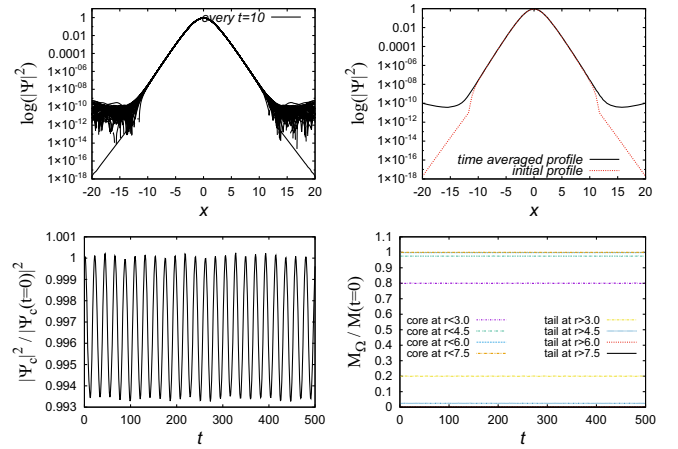 every t=10
1
0.01
0.0001
1×10⁻⁰⁶
1×10⁻⁰⁸
1×10⁻¹⁰
1×10⁻¹²
1×10⁻¹⁴
1×10⁻¹⁶
1×10⁻¹⁸
log(|Ψ|²)
-20 -15 -10 -5 0 5 10 15 20
x
1
0.01
0.0001
1×10⁻⁰⁶
1×10⁻⁰⁸
1×10⁻¹⁰
1×10⁻¹²
1×10⁻¹⁴
1×10⁻¹⁶
1×10⁻¹⁸
log(|Ψ|²)
time averaged profile
initial profile
-20 -15 -10 -5 0 5 10 15 20
x
1.001
1
0.999
0.998
0.997
0.996
0.995
0.994
0.993
|Ψc|² / |Ψc(t=0)|²
0 100 200 300 400 500
t
1.1
1
0.9
0.8
0.7
0.6
0.5
0.4
0.3
0.2
0.1
0
M_Ω / M(t=0)
core at r<3.0
core at r<4.5
core at r<6.0
core at r<7.5
tail at r>3.0
tail at r>4.5
tail at r>6.0
tail at r>7.5
0 100 200 300 400 500
t